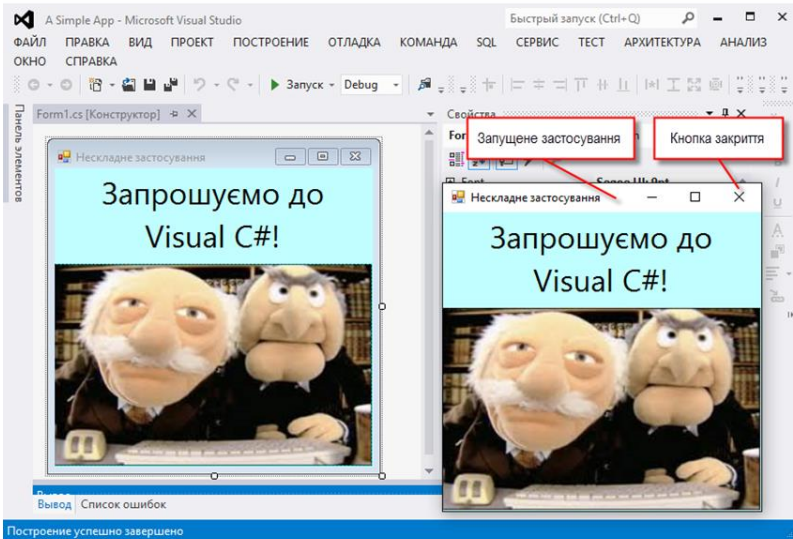 A Simple App - Microsoft Visual Studio
Быстрый запуск (Ctrl+Q)
ФАЙЛ ПРАВКА ВИД ПРОЕКТ ПОСТРОЕНИЕ ОТЛАДКА КОМАНДА SQL СЕРВИС ТЕСТ АРХИТЕКТУРА АНАЛИЗ
ОКНО СПРАВКА
Запуск Debug
Панель элементов
Form1.cs [Конструктор]
Свойства
Запущене застосування
Кнопка закриття
Нескладне застосування
Запрошуємо до
Visual C#!
Нескладне застосування
Запрошуємо до
Visual C#!
Вывод Список ошибок
Построение успешно завершено